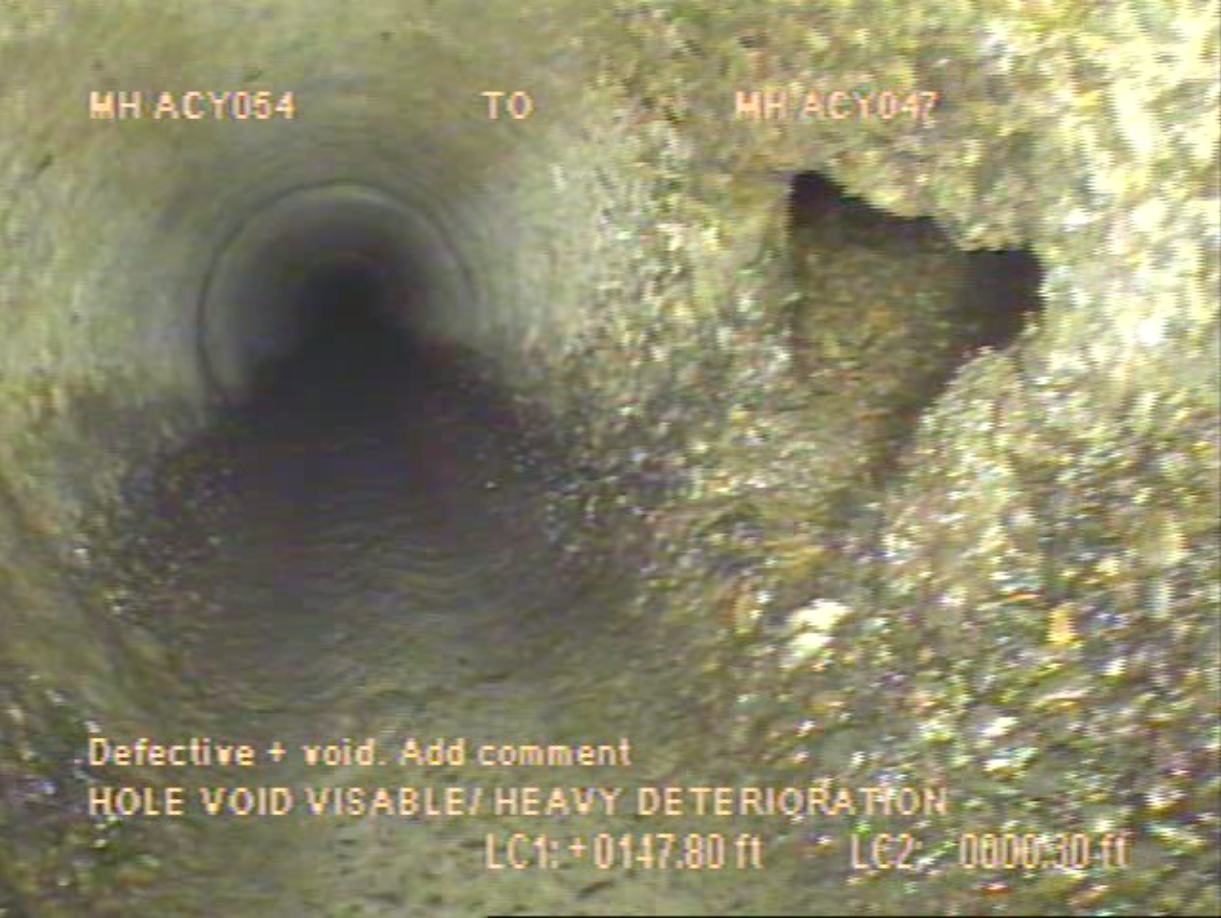 MH ACY054 TO MH ACY047
Defective + void. Add comment
HOLE VOID VISABLE/ HEAVY DETERIORATION
LC1: +0147.80 ft LC2: 0000.30 ft